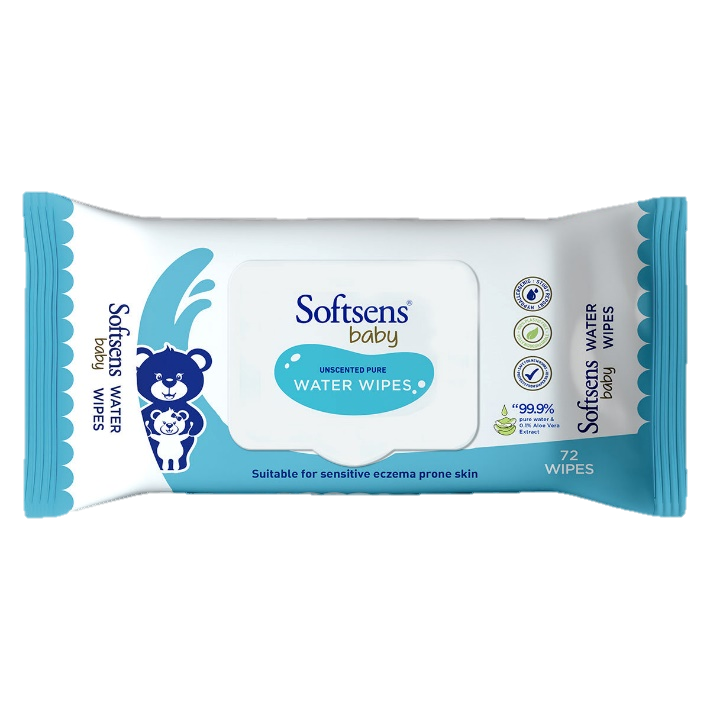 Softsens®
baby
UNSCENTED PURE
WATER WIPES
Suitable for sensitive eczema prone skin
Softsens
baby
WATER
WIPES
HYPOALLERGENIC
"99.9%
pure water &
0.1% Aloe Vera
Extract
72
WIPES
Softsens
baby
WATER
WIPES